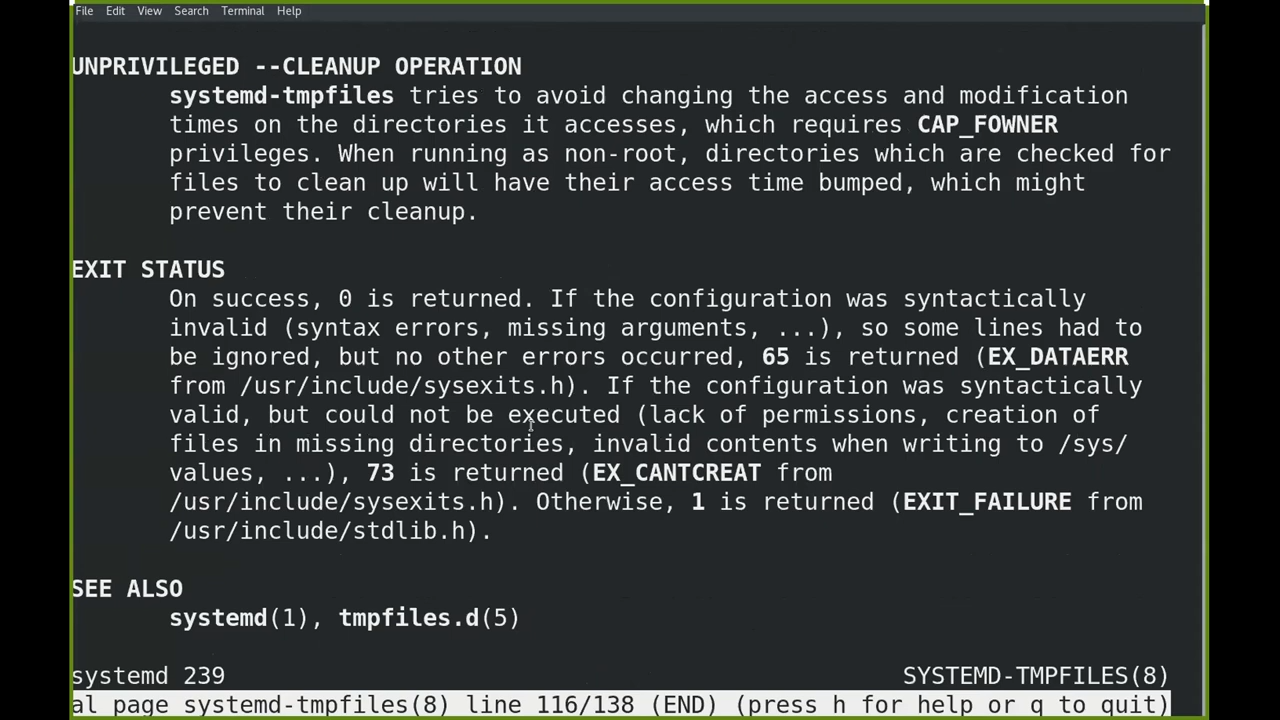 File Edit View Search Terminal Help
UNPRIVILEGED --CLEANUP OPERATION
systemd-tmpfiles tries to avoid changing the access and modification
times on the directories it accesses, which requires CAP_FOWNER
privileges. When running as non-root, directories which are checked for
files to clean up will have their access time bumped, which might
prevent their cleanup.
EXIT STATUS
On success, 0 is returned. If the configuration was syntactically
invalid (syntax errors, missing arguments, ...), so some lines had to
be ignored, but no other errors occurred, 65 is returned (EX_DATAERR
from /usr/include/sysexits.h). If the configuration was syntactically
valid, but could not be executed (lack of permissions, creation of
files in missing directories, invalid contents when writing to /sys/
values, ...), 73 is returned (EX_CANTCREAT from
/usr/include/sysexits.h). Otherwise, 1 is returned (EXIT_FAILURE from
/usr/include/stdlib.h).
SEE ALSO
systemd(1), tmpfiles.d(5)
systemd 239 SYSTEMD-TMPFILES(8)
al page systemd-tmpfiles(8) line 116/138 (END) (press h for help or q to quit)